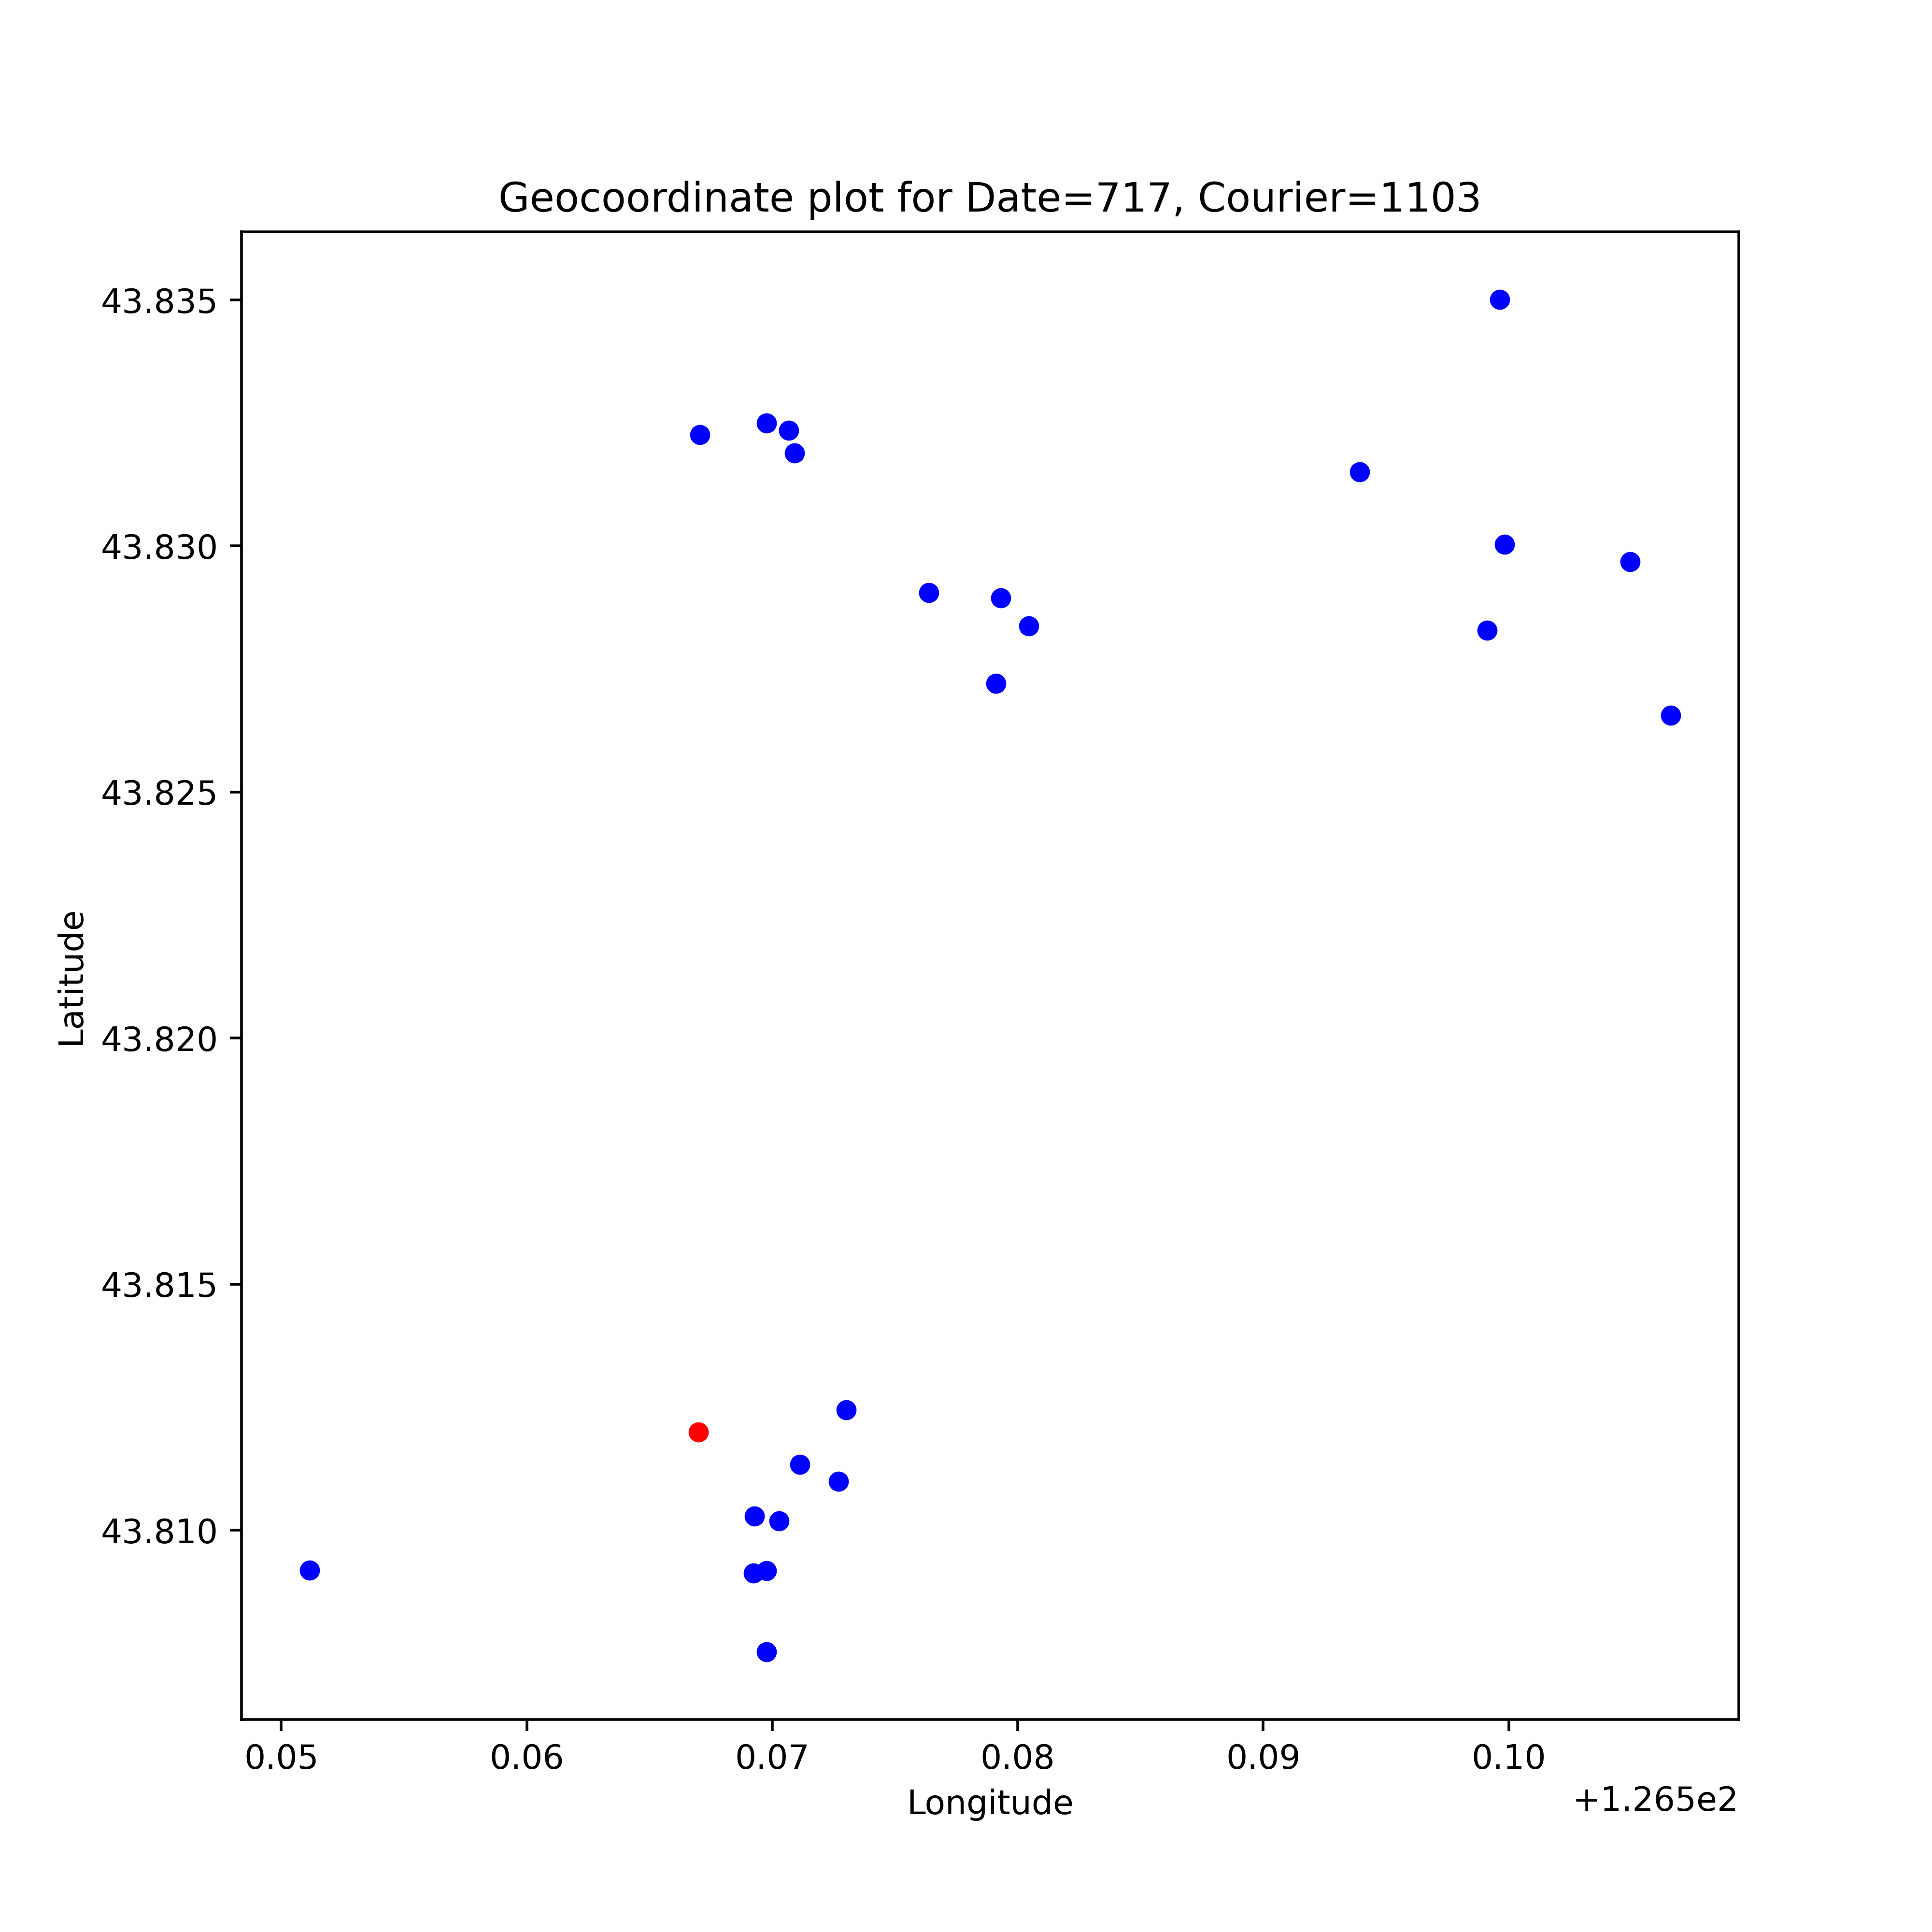 Geocoordinate plot for Date=717, Courier=1103
43.835
43.830
43.825
43.820
43.815
43.810
Latitude
0.05 0.06 0.07 0.08 0.09 0.10
Longitude
+1.265e2